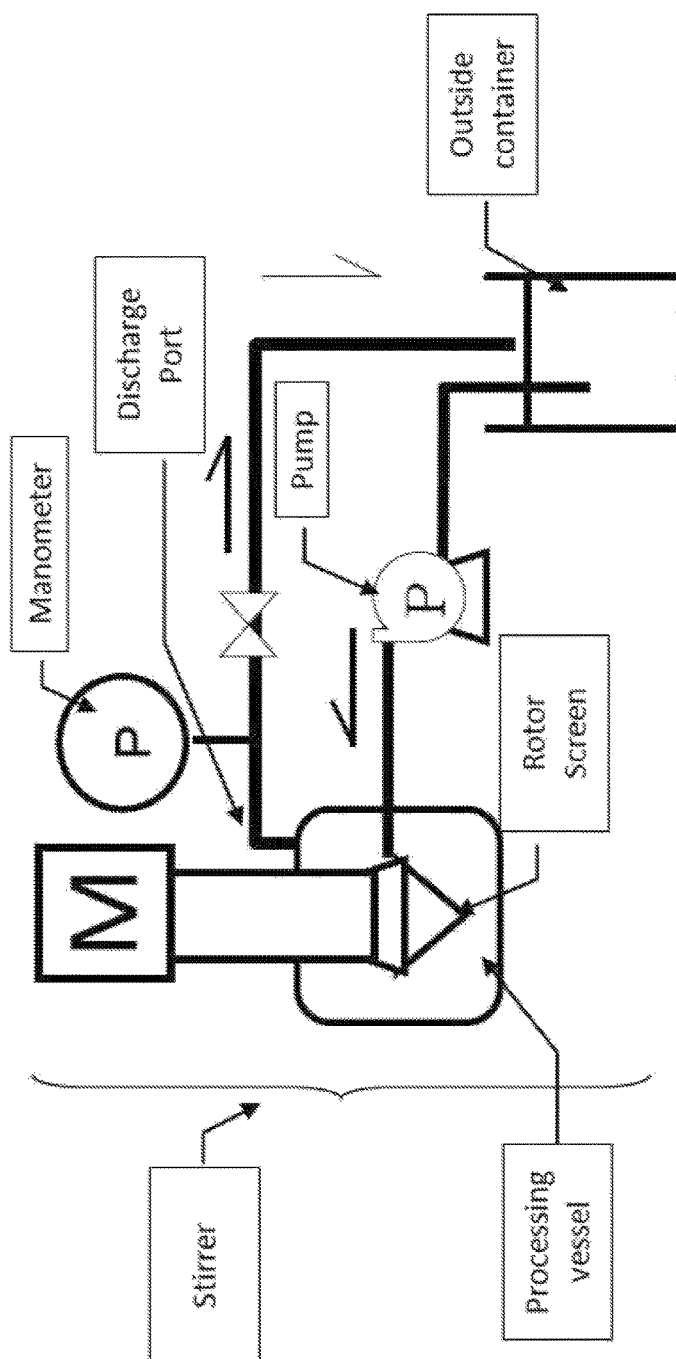 Stirrer
Processing
vessel
M
Rotor
Screen
Manometer
P
Discharge
Port
Pump
P
Outside
container